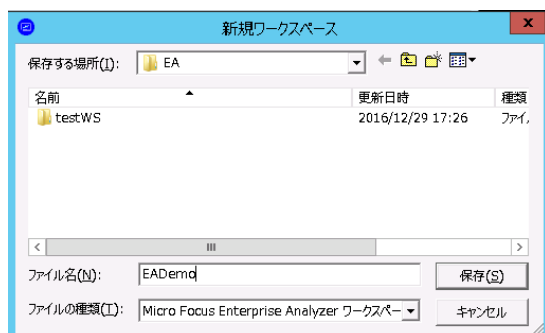 新規ワークスペース
x
保存する場所(I): EA
名前 更新日時 種類
testWS 2016/12/29 17:26 ファイ,
ファイル名(N): EADemo 保存(S)
ファイルの種類(T): Micro Focus Enterprise Analyzer ワークスペー キャンセル